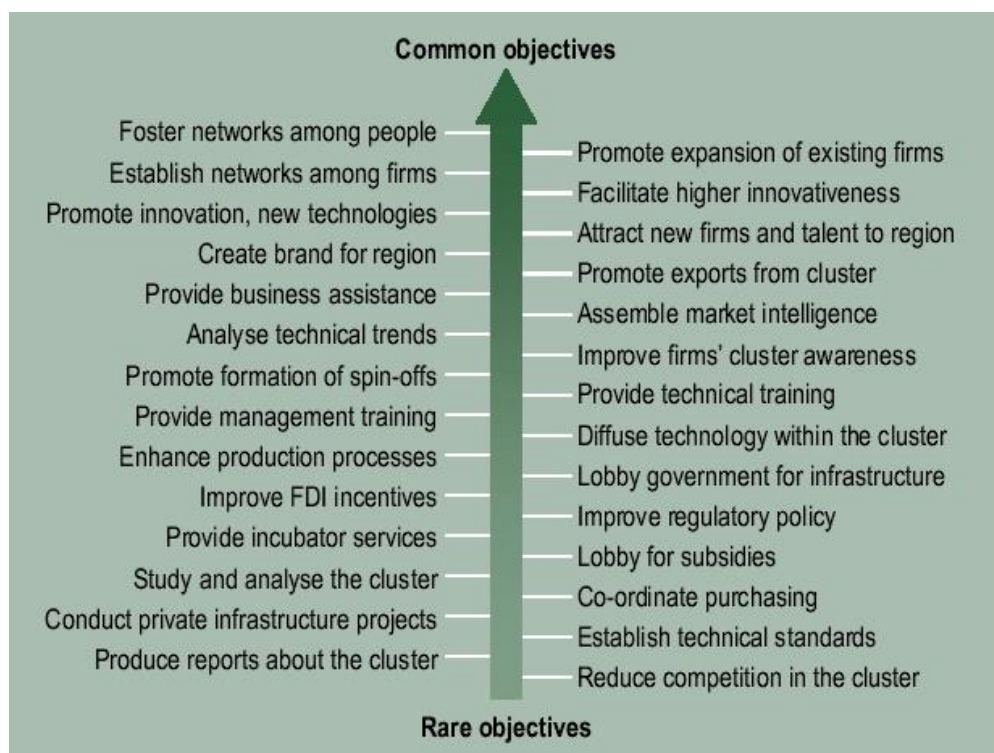 Common objectives
Foster networks among people
Promote expansion of existing firms
Establish networks among firms
Facilitate higher innovativeness
Promote innovation, new technologies
Attract new firms and talent to region
Create brand for region
Promote exports from cluster
Provide business assistance
Assemble market intelligence
Analyse technical trends
Improve firms’ cluster awareness
Promote formation of spin-offs
Provide technical training
Provide management training
Diffuse technology within the cluster
Enhance production processes
Lobby government for infrastructure
Improve FDI incentives
Improve regulatory policy
Provide incubator services
Lobby for subsidies
Study and analyse the cluster
Co-ordinate purchasing
Conduct private infrastructure projects
Establish technical standards
Produce reports about the cluster
Reduce competition in the cluster
Rare objectives